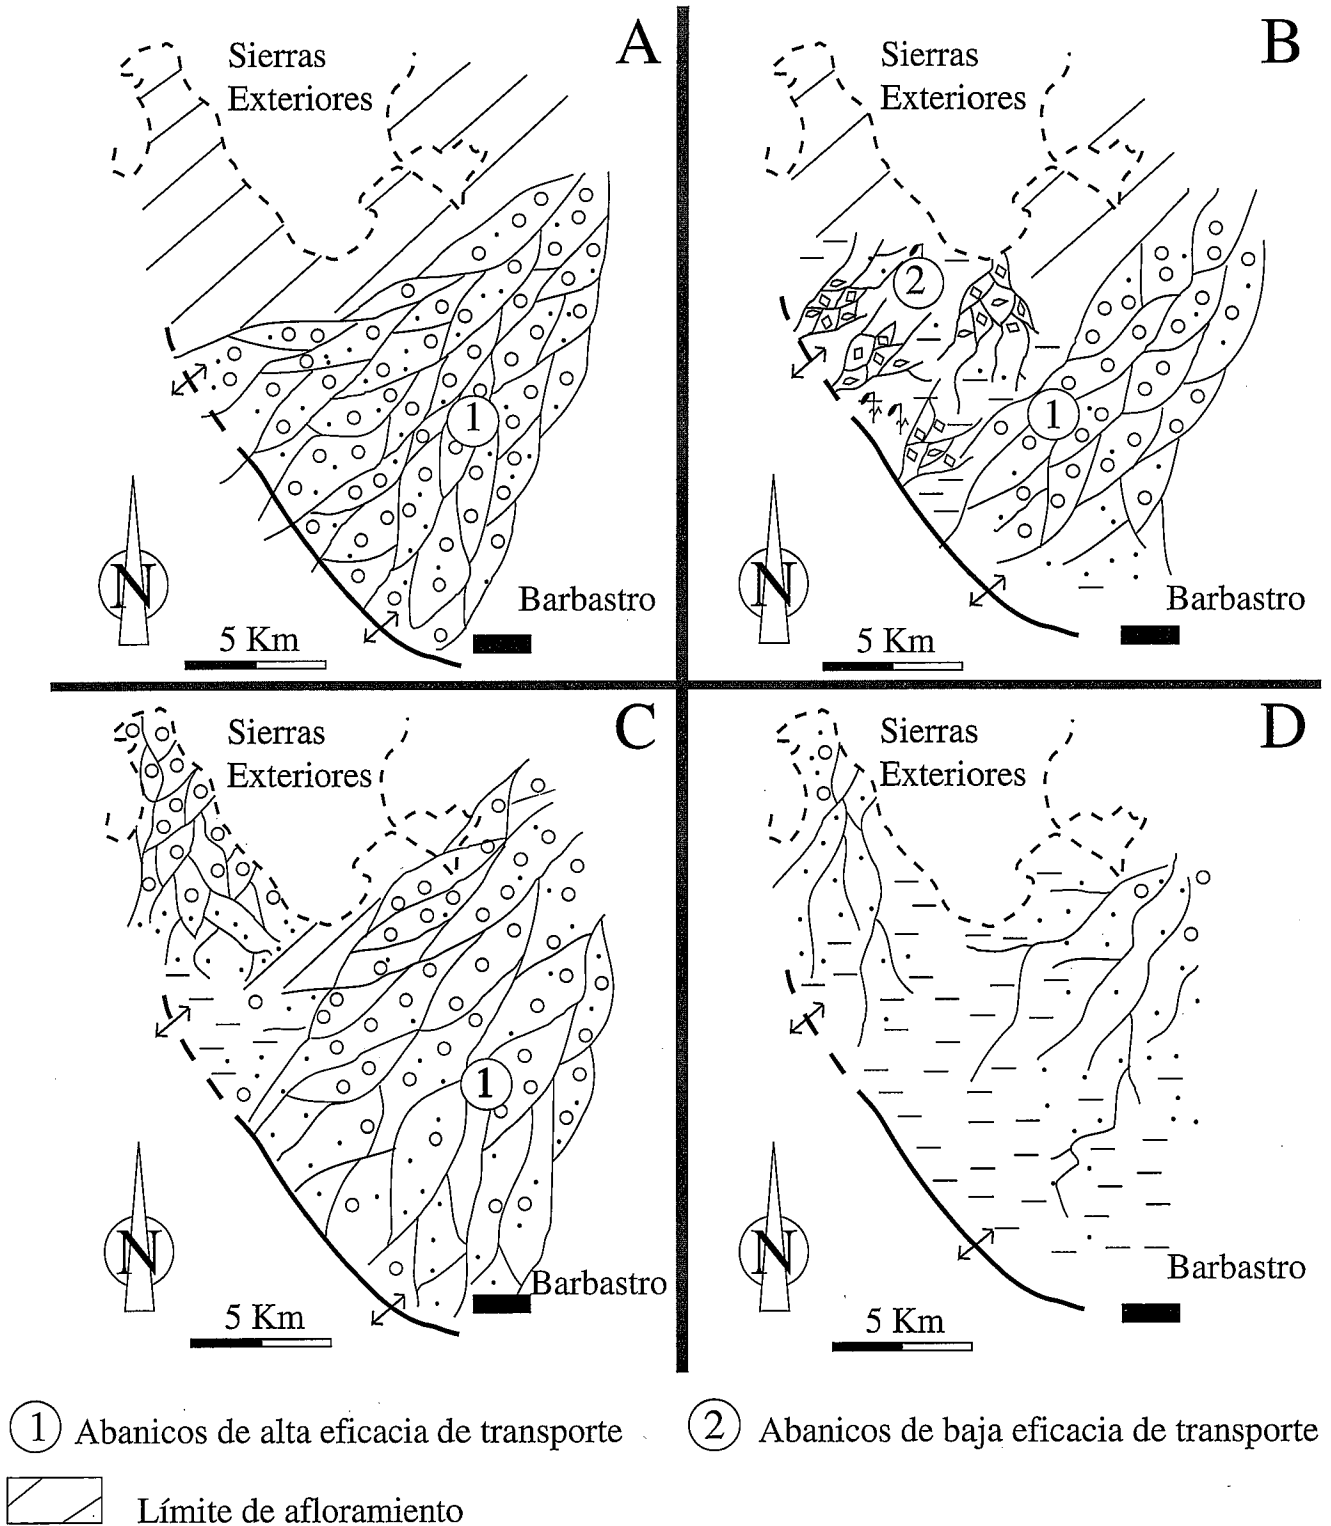 A
Sierras
Exteriores
1
N
5 Km
Barbastro
B
Sierras
Exteriores
2
1
N
5 Km
Barbastro
C
Sierras
Exteriores
1
N
5 Km
Barbastro
D
Sierras
Exteriores
N
5 Km
Barbastro
1 Abanicos de alta eficacia de transporte
2 Abanicos de baja eficacia de transporte
Límite de afloramiento